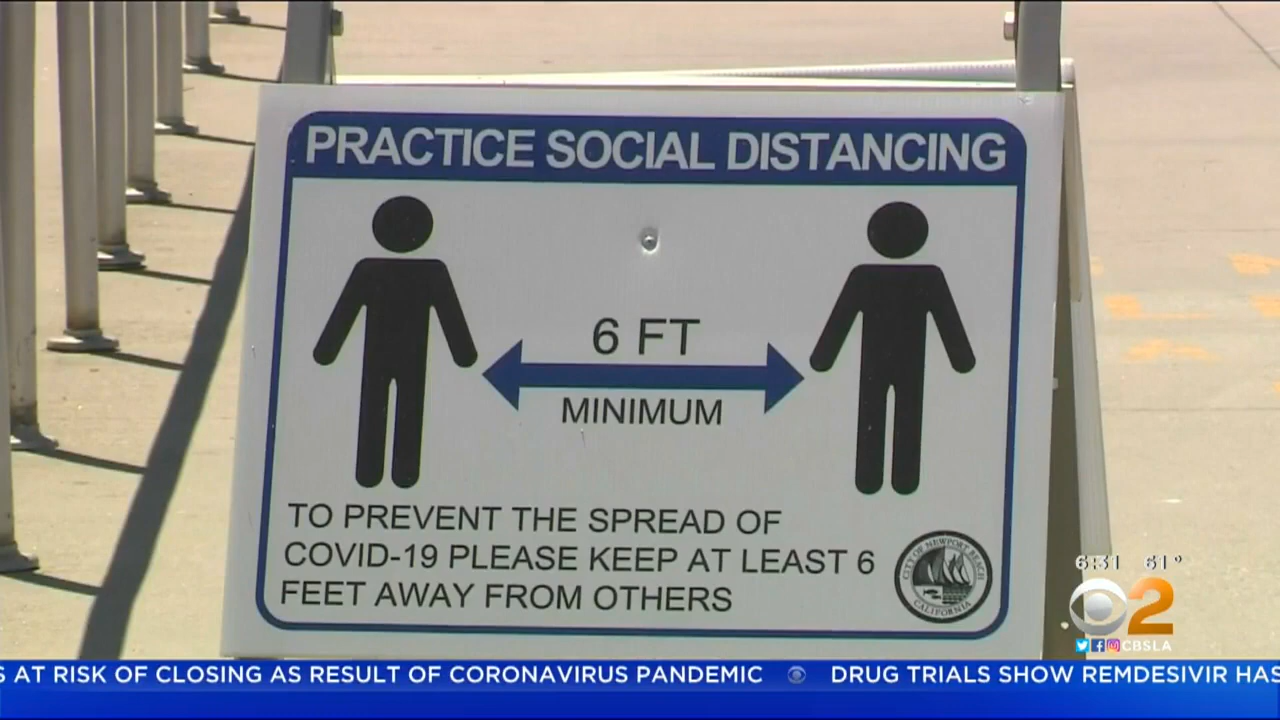 PRACTICE SOCIAL DISTANCING
6 FT
MINIMUM
TO PREVENT THE SPREAD OF
COVID-19 PLEASE KEEP AT LEAST 6
FEET AWAY FROM OTHERS
CITY OF NEWPORT BEACH
CALIFORNIA
6:31 61°
2
CBSLA
S AT RISK OF CLOSING AS RESULT OF CORONAVIRUS PANDEMIC DRUG TRIALS SHOW REMDESIVIR HAS